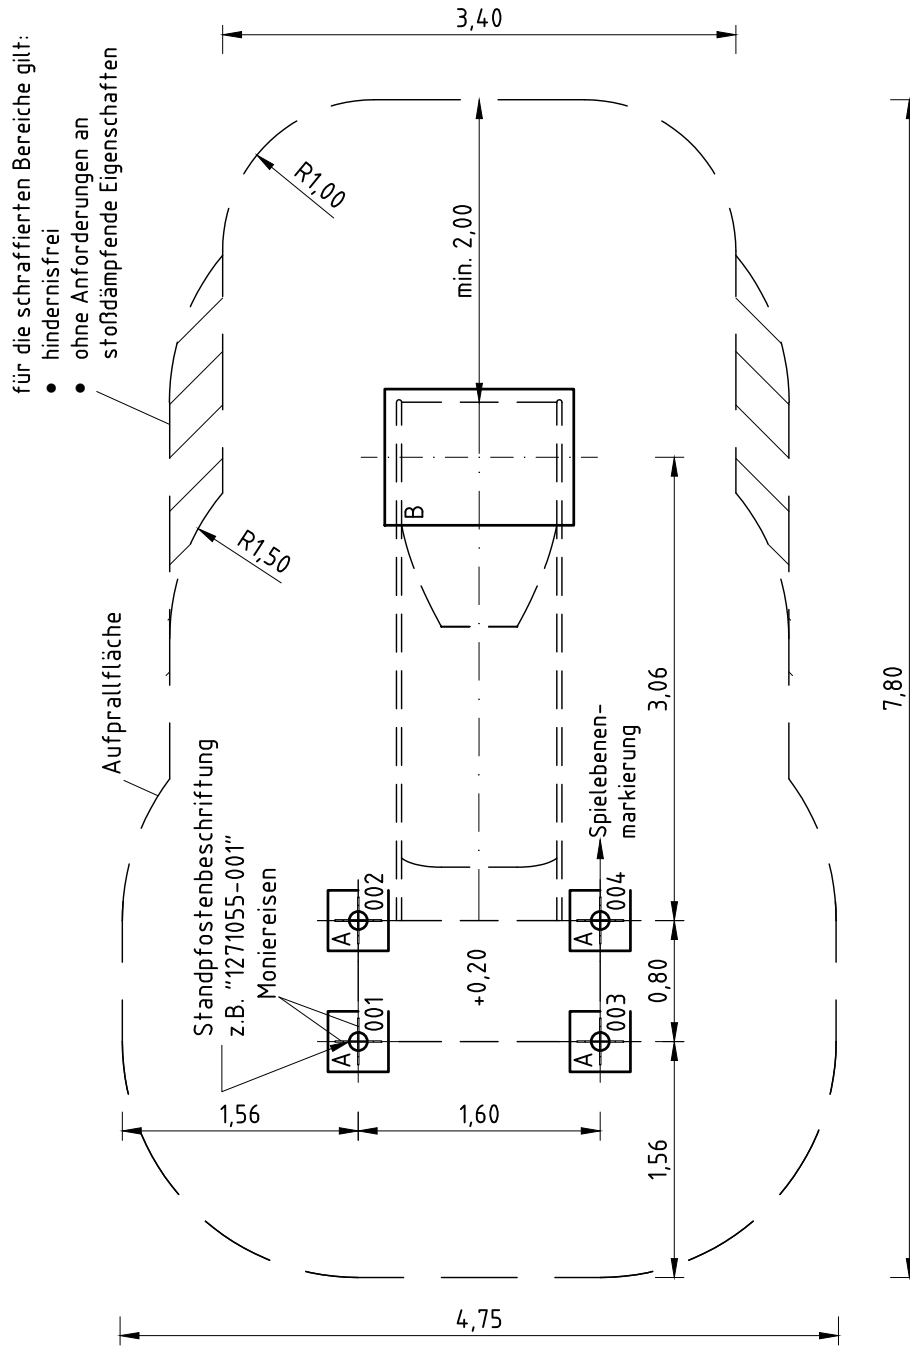 3,40
für die schraffierten Bereiche gilt:
• hindernisfrei
• ohne Anforderungen an
stoßdämpfende Eigenschaften
R1,00
min. 2,00
B
R1,50
Aufprallfläche
3,06
7,80
Standpfostenbeschriftung
z.B. "1271055-001"
Moniereisen
Spielebenen-
markierung
A
002
A
004
+0,20
0,80
A
001
A
003
1,56
1,60
1,56
4,75